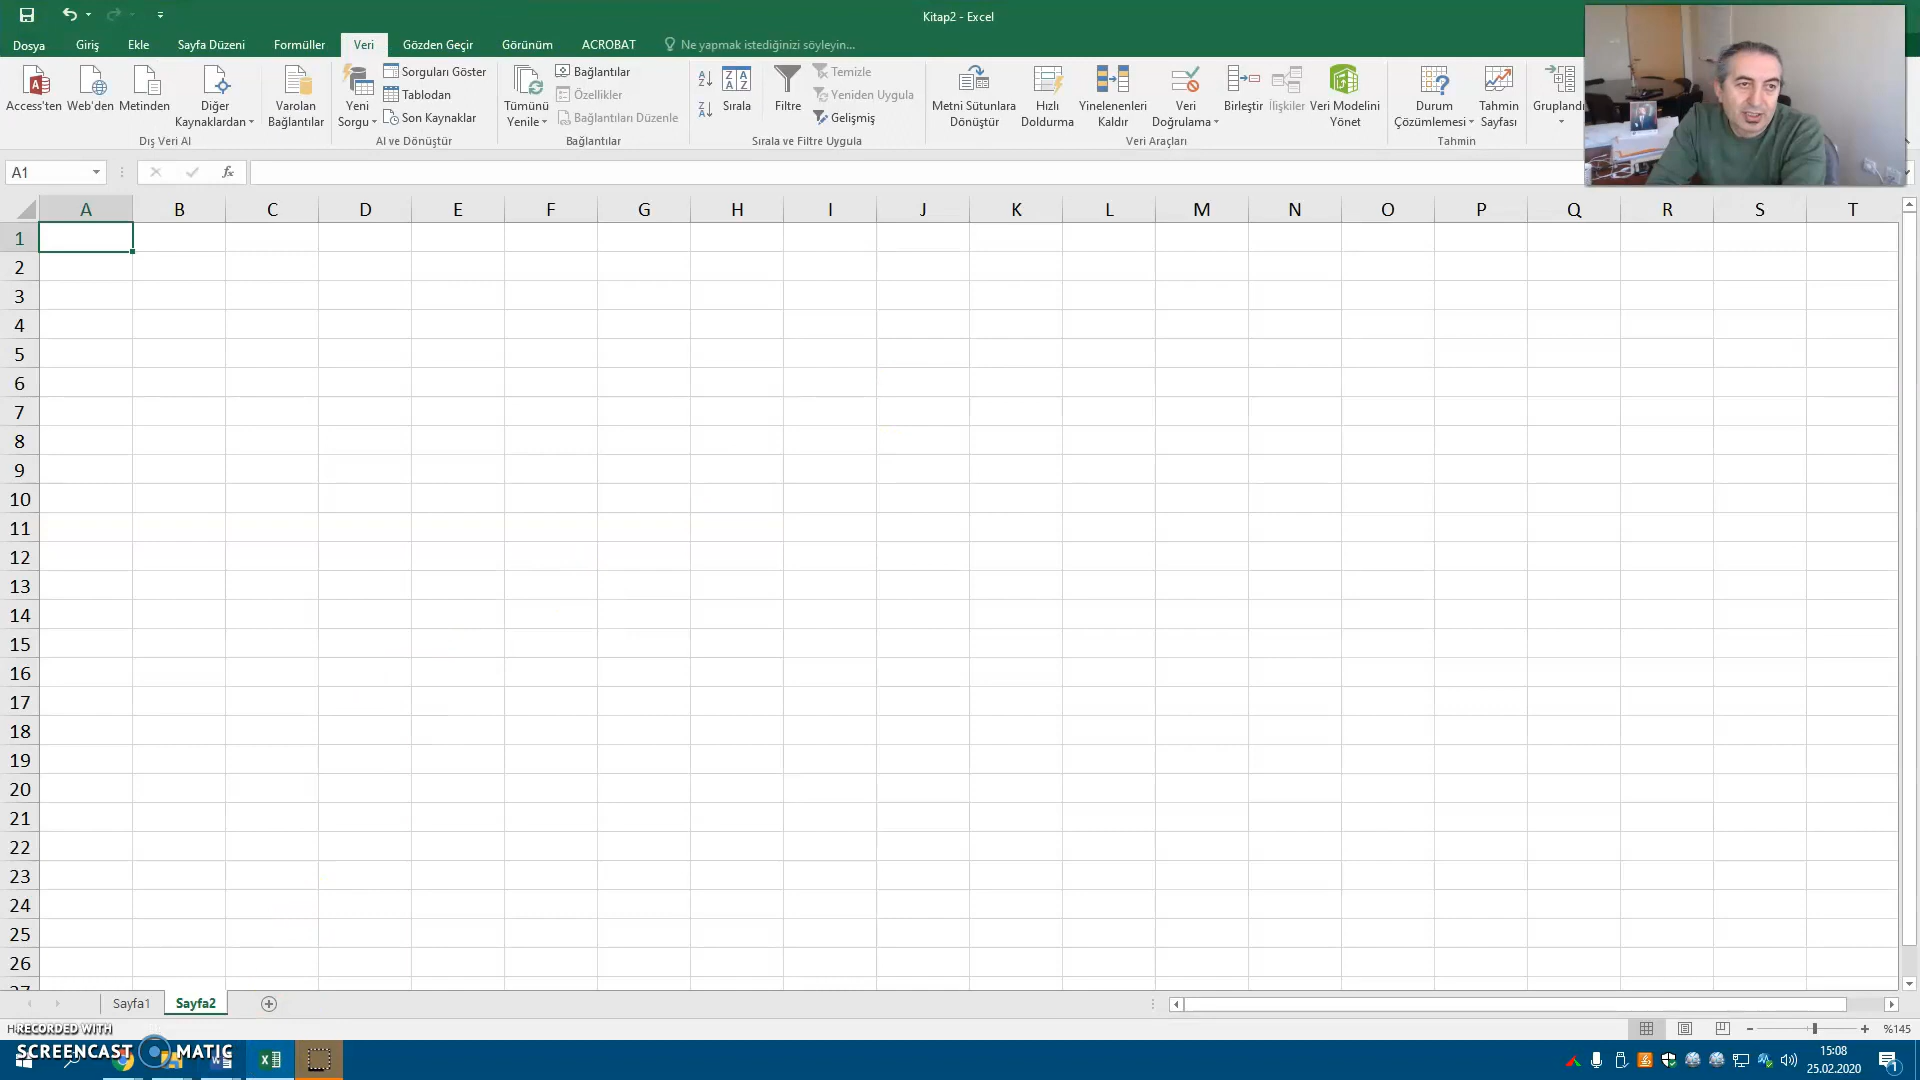 Kitap2 - Excel
Dosya Giriş Ekle Sayfa Düzeni Formüller Veri Gözden Geçir Görünüm ACROBAT Ne yapmak istediğinizi söyleyin...
Access'ten Web'den Metinden Diğer Kaynaklardan Varolan Bağlantılar
Dış Veri Al
Yeni Sorgu Sorguları Göster
Tablodan
Son Kaynaklar
Al ve Dönüştür
Tümünü Yenile Bağlantılar
Özellikler
Bağlantıları Düzenle
Bağlantılar
Sırala Filtre Temizle
Yeniden Uygula
Gelişmiş
Sırala ve Filtre Uygula
Metni Sütunlara Dönüştür Hızlı Doldurma Yinelenenleri Kaldır Veri Doğrulama Birleştir İlişkiler Veri Modelini Yönet
Veri Araçları
Durum Çözümlemesi Tahmin Sayfası
Tahmin
Gruplandı
A1 fx
A B C D E F G H I J K L M N O P Q R S T
1
2
3
4
5
6
7
8
9
10
11
12
13
14
15
16
17
18
19
20
21
22
23
24
25
26
Sayfa1 Sayfa2
RECORDED WITH
%145
SCREENCAST MATIC
15:08
25.02.2020
1